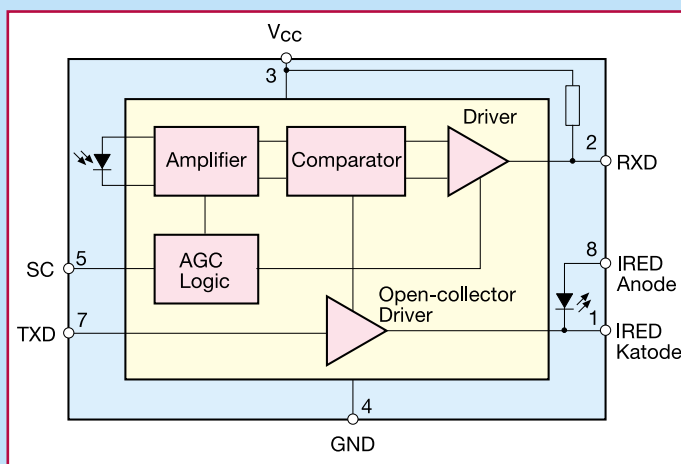 VCC
3
Driver
2
Amplifier
Comparator
RXD
8
5
AGC
Logic
SC
IRED
Anode
Open-collector
Driver
7
1
TXD
IRED
Katode
4
GND